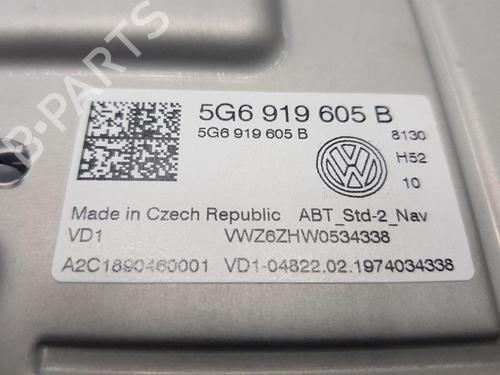 5G6 919 605 B
5G6 919 605 B
8130
H52
10
Made in Czech Republic ABT_Std-2_Nav
VD1 VWZ6ZHW0534338
A2C1890460001 VD1-04822.02.1974034338
B-PARTS